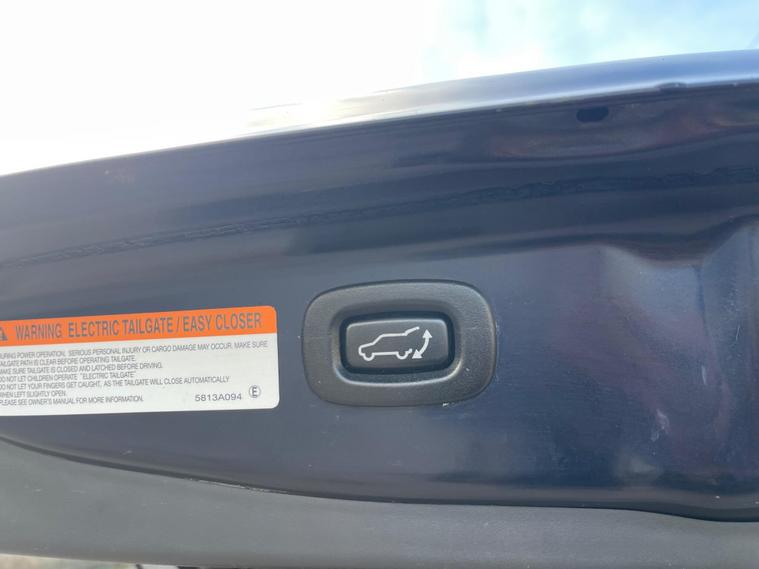 WARNING ELECTRIC TAILGATE / EASY CLOSER
DURING POWER OPERATION, SERIOUS PERSONAL INJURY OR CARGO DAMAGE MAY OCCUR. MAKE SURE
TAILGATE PATH IS CLEAR BEFORE OPERATING TAILGATE.
MAKE SURE TAILGATE IS CLOSED AND LATCHED BEFORE DRIVING.
DO NOT LET CHILDREN OPERATE "ELECTRIC TAILGATE"
DO NOT LET YOUR FINGERS GET CAUGHT, AS THE TAILGATE WILL CLOSE AUTOMATICALLY
WHEN LEFT SLIGHTLY OPEN.
PLEASE SEE OWNER'S MANUAL FOR MORE INFORMATION. 5813A094 E